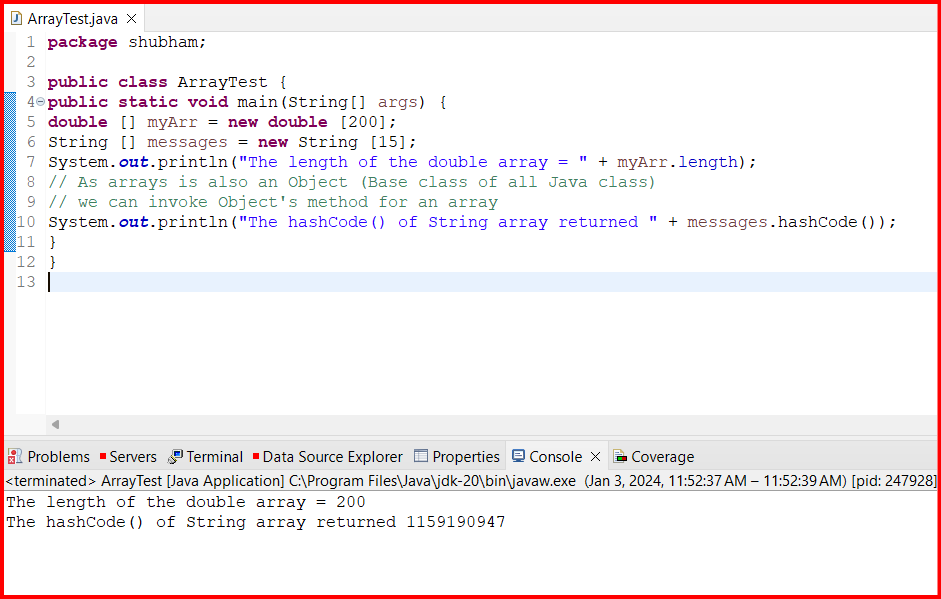 ArrayTest.java
1 package shubham;
2
3 public class ArrayTest {
4 public static void main(String[] args) {
5 double [] myArr = new double [200];
6 String [] messages = new String [15];
7 System.out.println("The length of the double array = " + myArr.length);
8 // As arrays is also an Object (Base class of all Java class)
9 // we can invoke Object's method for an array
10 System.out.println("The hashCode() of String array returned " + messages.hashCode());
11 }
12 }
13
Problems Servers Terminal Data Source Explorer Properties Console Coverage
<terminated> ArrayTest [Java Application] C:\Program Files\Java\jdk-20\bin\javaw.exe (Jan 3, 2024, 11:52:37 AM – 11:52:39 AM) [pid: 247928]
The length of the double array = 200
The hashCode() of String array returned 1159190947